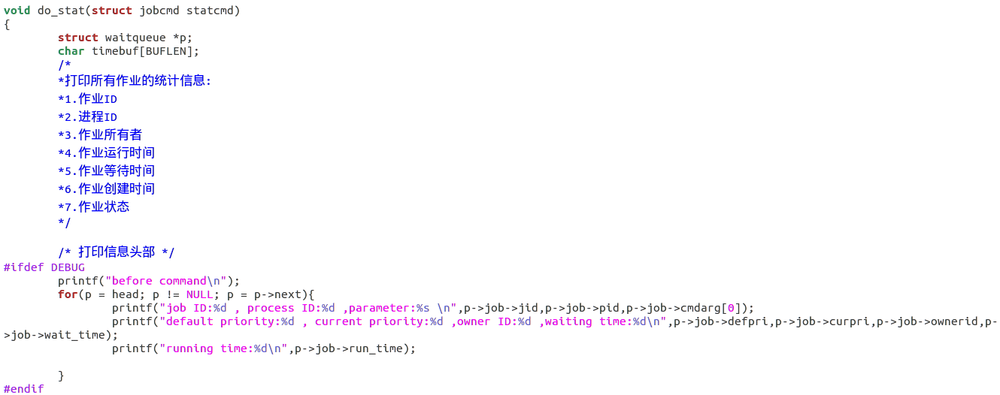 void do_stat(struct jobcmd statcmd)
{
        struct waitqueue *p;
        char timebuf[BUFLEN];
        /*
        *打印所有作业的统计信息:
        *1.作业ID
        *2.进程ID
        *3.作业所有者
        *4.作业运行时间
        *5.作业等待时间
        *6.作业创建时间
        *7.作业状态
        */

        /* 打印信息头部 */
#ifdef DEBUG
        printf("before command\n");
        for(p = head; p != NULL; p = p->next){
                printf("job ID:%d , process ID:%d ,parameter:%s \n",p->job->jid,p->job->pid,p->job->cmdarg[0]);
                printf("default priority:%d , current priority:%d ,owner ID:%d ,waiting time:%d\n",p->job->defpri,p->job->curpri,p->job->ownerid,p-
>job->wait_time);
                printf("running time:%d\n",p->job->run_time);

        }
#endif